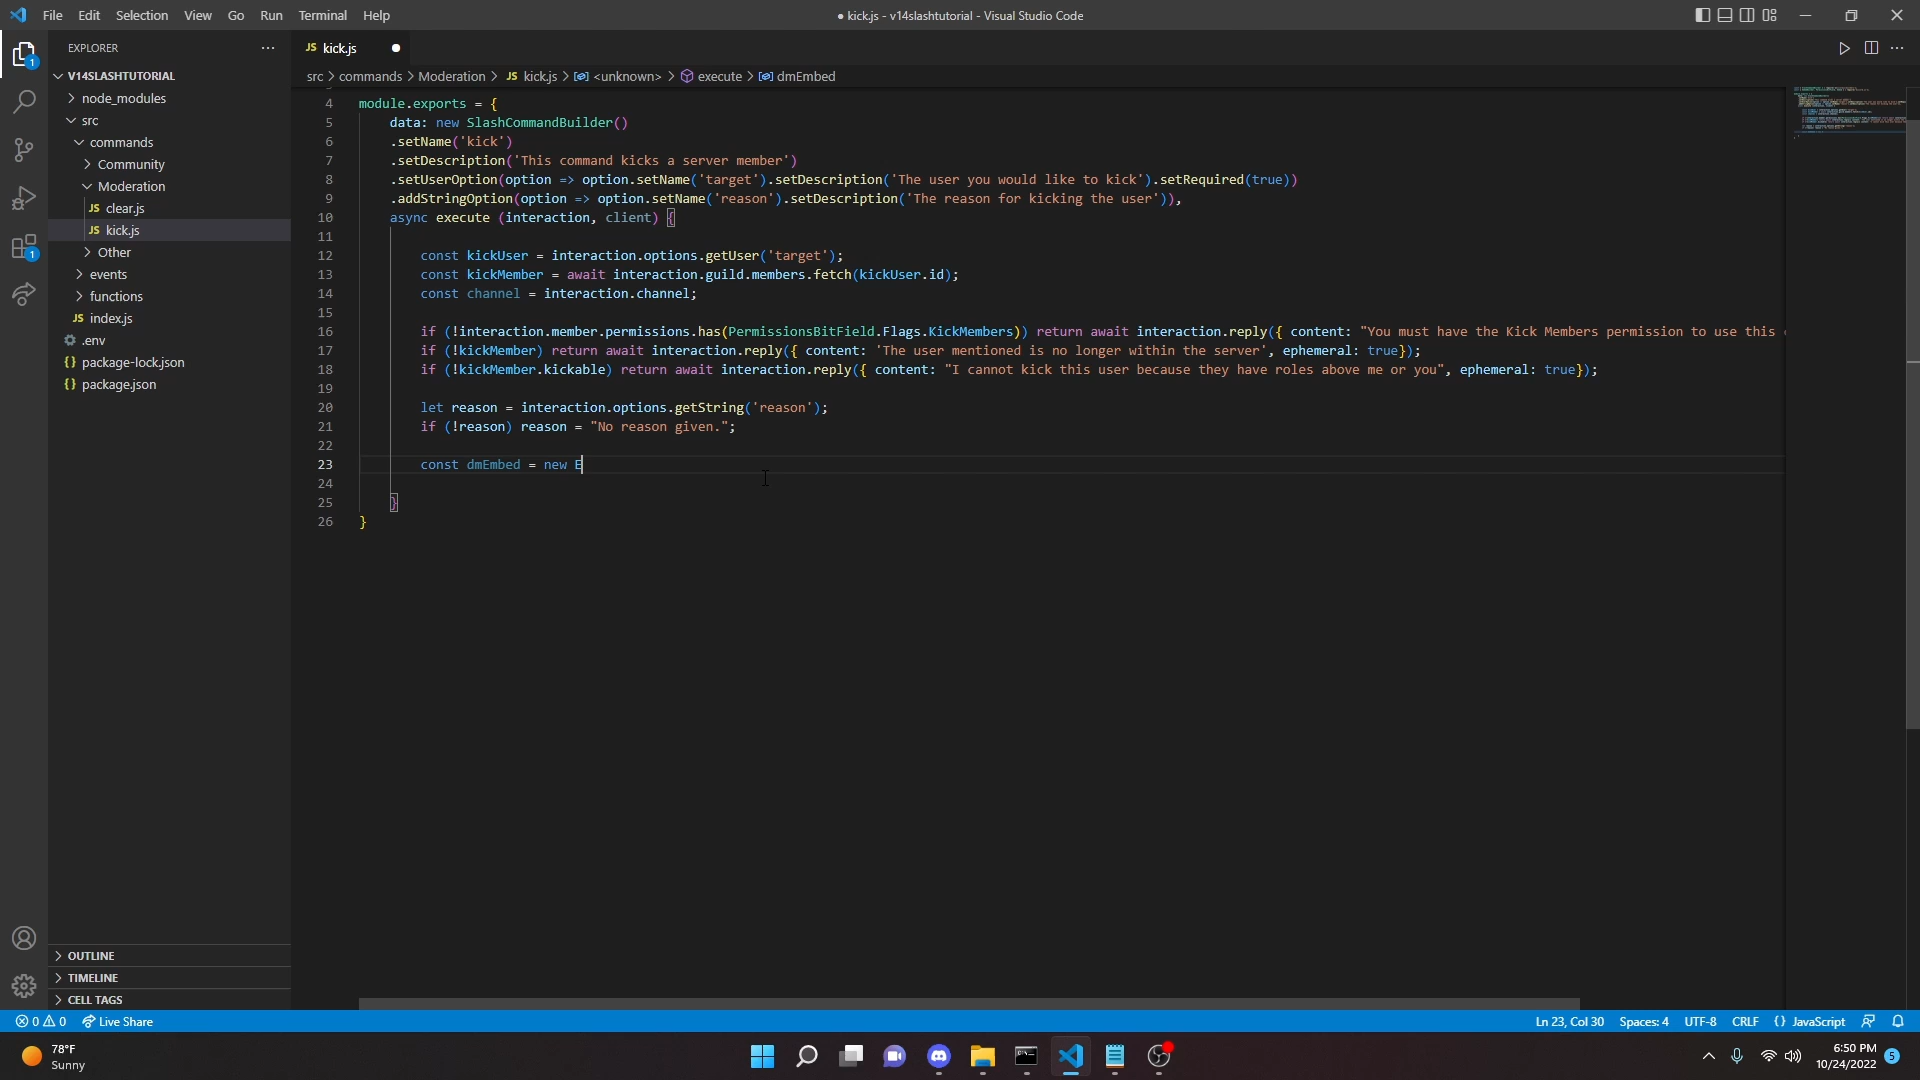 File Edit Selection View Go Run Terminal Help
● kick.js - v14slashtutorial - Visual Studio Code
EXPLORER
JS kick.js
V14SLASHTUTORIAL
src > commands > Moderation > JS kick.js > <unknown> > execute > dmEmbed
node_modules
src
commands
Community
Moderation
JS clear.js
JS kick.js
Other
events
functions
JS index.js
.env
{} package-lock.json
{} package.json
4 module.exports = {
5 data: new SlashCommandBuilder()
6 .setName('kick')
7 .setDescription('This command kicks a server member')
8 .setUserOption(option => option.setName('target').setDescription('The user you would like to kick').setRequired(true))
9 .addStringOption(option => option.setName('reason').setDescription('The reason for kicking the user')),
10 async execute (interaction, client) {
11
12 const kickUser = interaction.options.getUser('target');
13 const kickMember = await interaction.guild.members.fetch(kickUser.id);
14 const channel = interaction.channel;
15
16 if (!interaction.member.permissions.has(PermissionsBitField.Flags.KickMembers)) return await interaction.reply({ content: "You must have the Kick Members permission to use this
17 if (!kickMember) return await interaction.reply({ content: 'The user mentioned is no longer within the server', ephemeral: true});
18 if (!kickMember.kickable) return await interaction.reply({ content: "I cannot kick this user because they have roles above me or you", ephemeral: true});
19
20 let reason = interaction.options.getString('reason');
21 if (!reason) reason = "No reason given.";
22
23 const dmEmbed = new E
24
25 }
26 }
OUTLINE
TIMELINE
CELL TAGS
0 0 Live Share
Ln 23, Col 30 Spaces: 4 UTF-8 CRLF {} JavaScript
78°F
Sunny
6:50 PM
10/24/2022
5
1
1